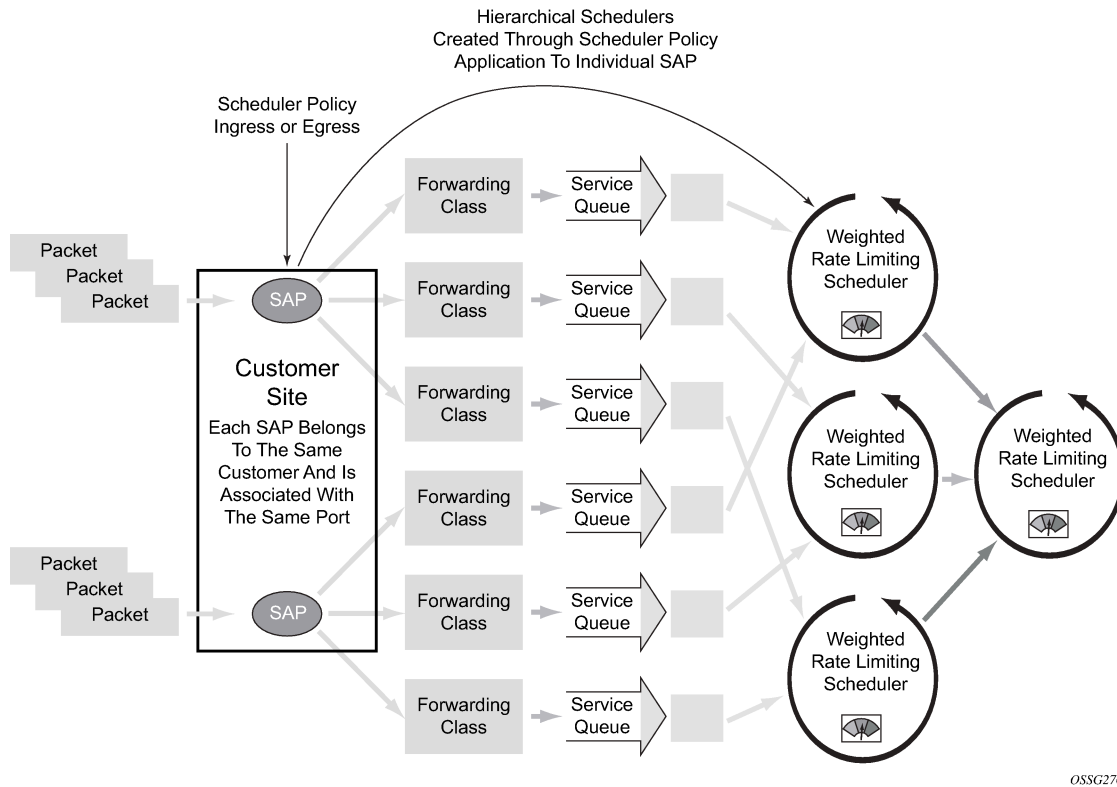 Hierarchical Schedulers
Created Through Scheduler Policy
Application To Individual SAP
Scheduler Policy
Ingress or Egress
Packet
Packet
Packet
SAP
Customer
Site
Each SAP Belongs
To The Same
Customer And Is
Associated With
The Same Port
Packet
Packet
Packet
SAP
Forwarding
Class
Service
Queue
Forwarding
Class
Service
Queue
Forwarding
Class
Service
Queue
Forwarding
Class
Service
Queue
Forwarding
Class
Service
Queue
Forwarding
Class
Service
Queue
Weighted
Rate Limiting
Scheduler
Weighted
Rate Limiting
Scheduler
Weighted
Rate Limiting
Scheduler
Weighted
Rate Limiting
Scheduler